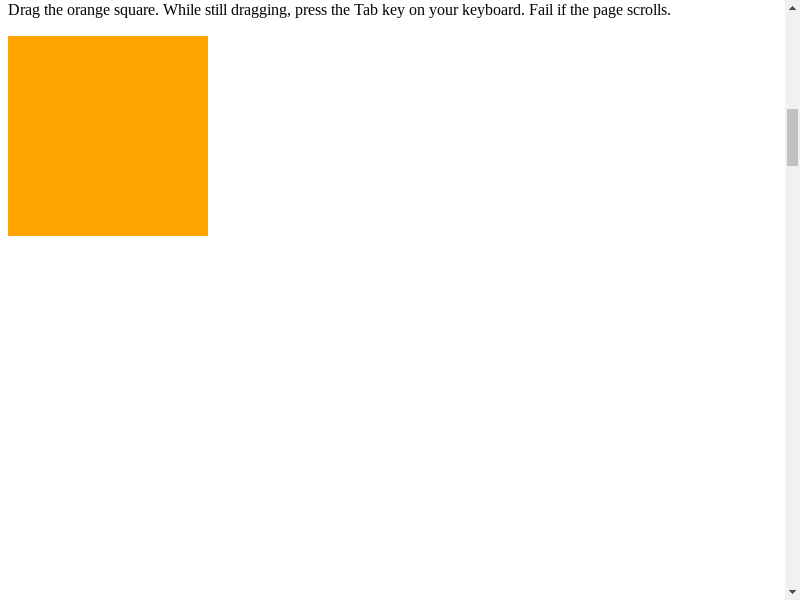 Drag the orange square. While still dragging, press the Tab key on your keyboard. Fail if the page scrolls.